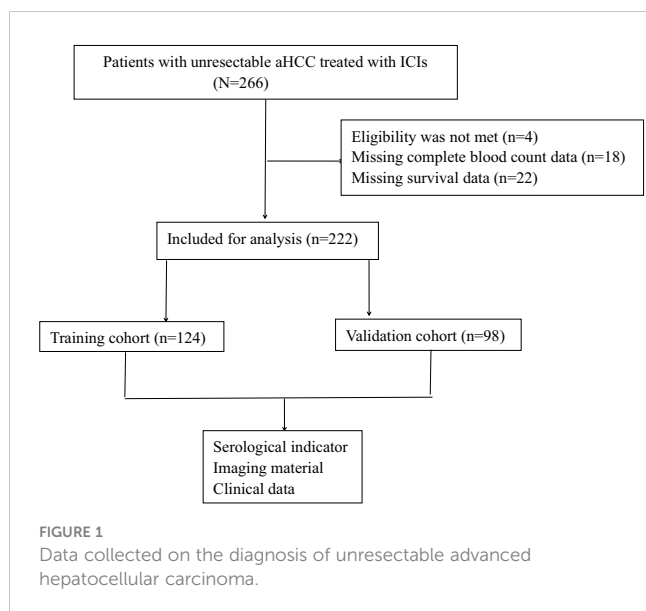 Patients with unresectable aHCC treated with ICIs
(N=266)
Eligibility was not met (n=4)
Missing complete blood count data (n=18)
Missing survival data (n=22)
Included for analysis (n=222)
Training cohort (n=124)
Validation cohort (n=98)
Serological indicator
Imaging material
Clinical data
FIGURE 1
Data collected on the diagnosis of unresectable advanced
hepatocellular carcinoma.